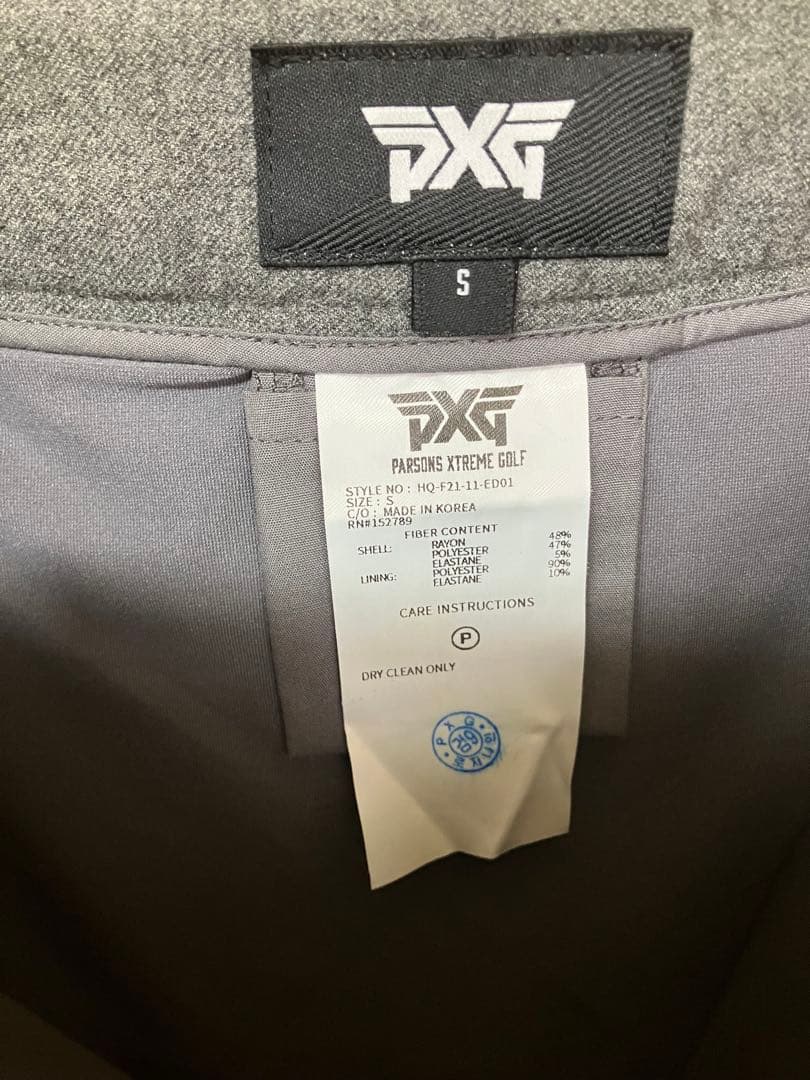 PXG
S
PXG
PARSONS XTREME GOLF
STYLE NO : HQ-F21-11-ED01
SIZE : S
C/O : MADE IN KOREA
RN#152789
FIBER CONTENT
SHELL: RAYON 48%
POLYESTER 47%
ELASTANE 5%
LINING: POLYESTER 90%
ELASTANE 10%
CARE INSTRUCTIONS
P
DRY CLEAN ONLY
PXG